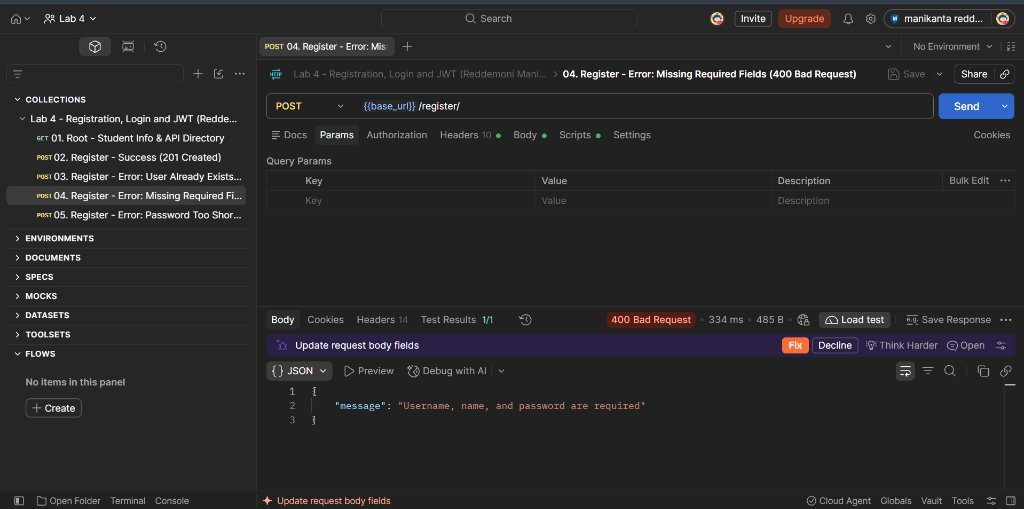 Lab 4
Search
Invite
Upgrade
manikanta redd...
POST 04. Register - Error: Mis
No Environment
HTTP
Lab 4 - Registration, Login and JWT (Reddemoni Mani... > 04. Register - Error: Missing Required Fields (400 Bad Request)
Save
Share
COLLECTIONS
Lab 4 - Registration, Login and JWT (Redde...
GET 01. Root - Student Info & API Directory
POST 02. Register - Success (201 Created)
POST 03. Register - Error: User Already Exists...
POST 04. Register - Error: Missing Required Fi...
POST 05. Register - Error: Password Too Shor...
ENVIRONMENTS
DOCUMENTS
SPECS
MOCKS
DATASETS
TOOLSETS
FLOWS
No items in this panel
+ Create
POST
{{base_url}} /register/
Send
Docs Params Authorization Headers 10 Body Scripts Settings Cookies
Query Params
Key Value Description Bulk Edit
Key Value Description
Body Cookies Headers 14 Test Results 1/1
400 Bad Request • 334 ms • 485 B
Load test
e.g. Save Response
Update request body fields
Fix Decline Think Harder Open
{} JSON Preview Debug with AI
1 {
2 "message": "Username, name, and password are required"
3 }
Open Folder Terminal Console
Update request body fields
Cloud Agent Globals Vault Tools